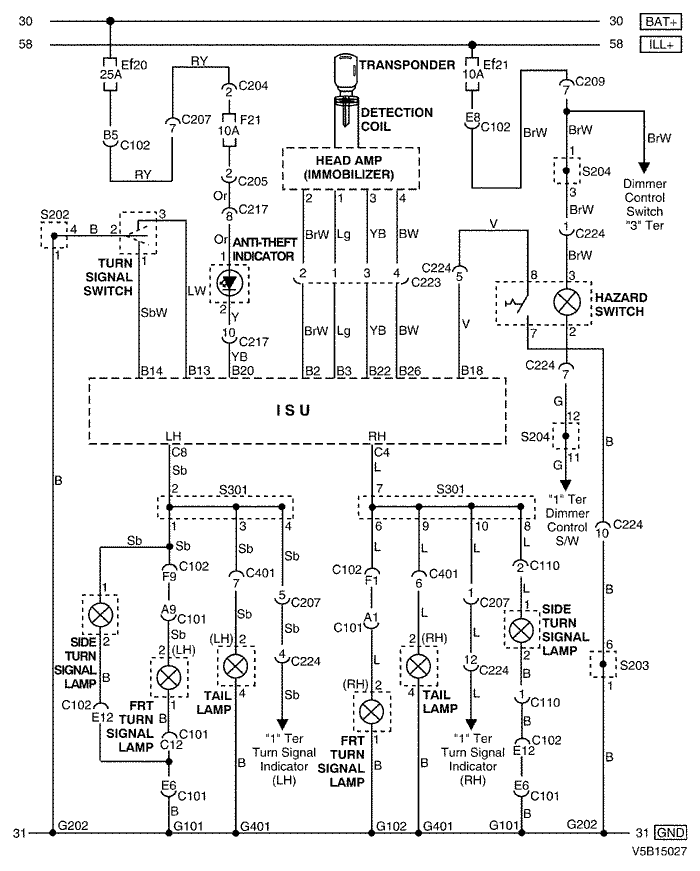 30
30
BAT+
58
58
ILL+
Ef20
25A
RY
C204
2
TRANSPONDER
Ef21
10A
C209
7
C207
7
F21
10A
DETECTION
COIL
E8
C102
B5
C102
BrW
BrW
BrW
HEAD AMP
(IMMOBILIZER)
1
S204
3
RY
2
C205
Or
2
1
3
4
Dimmer
Control
Switch
"3" Ter
S202
3
C217
8
BrW
4
B
2
Or
BrW
Lg
YB
BW
V
1
C224
1
1
ANTI-THEFT
INDICATOR
1
BrW
TURN
SIGNAL
SWITCH
C224
5
8
3
2
1
3
4
C223
LW
HAZARD
SWITCH
SbW
2
Y
10
C217
BrW
Lg
YB
BW
V
7
2
YB
C224
7
B14
B13
B20
B2
B3
B22
B26
B18
G
12
ISU
S204
B
LH
RH
11
C8
C4
G
Sb
L
B
2
S301
7
S301
"1" Ter
Dimmer
Control
S/W
1
3
4
6
9
10
8
C224
10
Sb
Sb
Sb
Sb
L
L
L
L
C102
F9
C401
7
C102
F1
C401
6
C110
2
1
A9
C101
5
C207
A1
C101
1
C207
L
B
Sb
Sb
Sb
L
L
L
1
SIDE
TURN
SIGNAL
LAMP
2
SIDE
TURN
SIGNAL
LAMP
2
(LH)
(LH)
2
4
C224
2
(RH)
12
C224
2
6
S203
1
B
TAIL
LAMP
4
Sb
(RH)
2
TAIL
LAMP
4
L
B
C102
E12
1
FRT
TURN
SIGNAL
LAMP
B
1
C110
B
C101
C12
"1" Ter
Turn Signal
Indicator
(LH)
FRT
TURN
SIGNAL
LAMP
1
"1" Ter
Turn Signal
Indicator
(RH)
C102
E12
B
B
B
B
B
E6
C101
E6
C101
B
B
31
G202
G101
G401
G102
G401
G101
G202
31
GND
V5B15027